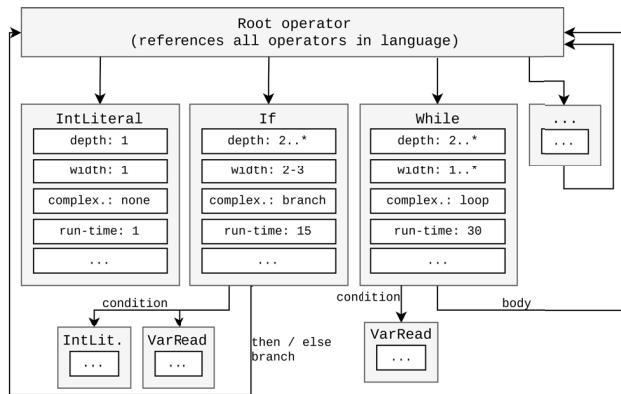 Root operator
(references all operators in language)
IntLiteral
depth: 1
width: 1
complex.: none
run-time: 1
...
If
depth: 2..*
width: 2-3
complex.: branch
run-time: 15
...
While
depth: 2..*
width: 1..*
complex.: loop
run-time: 30
...
...
...
condition
IntLit.
...
VarRead
...
then / else
branch
condition
VarRead
...
body